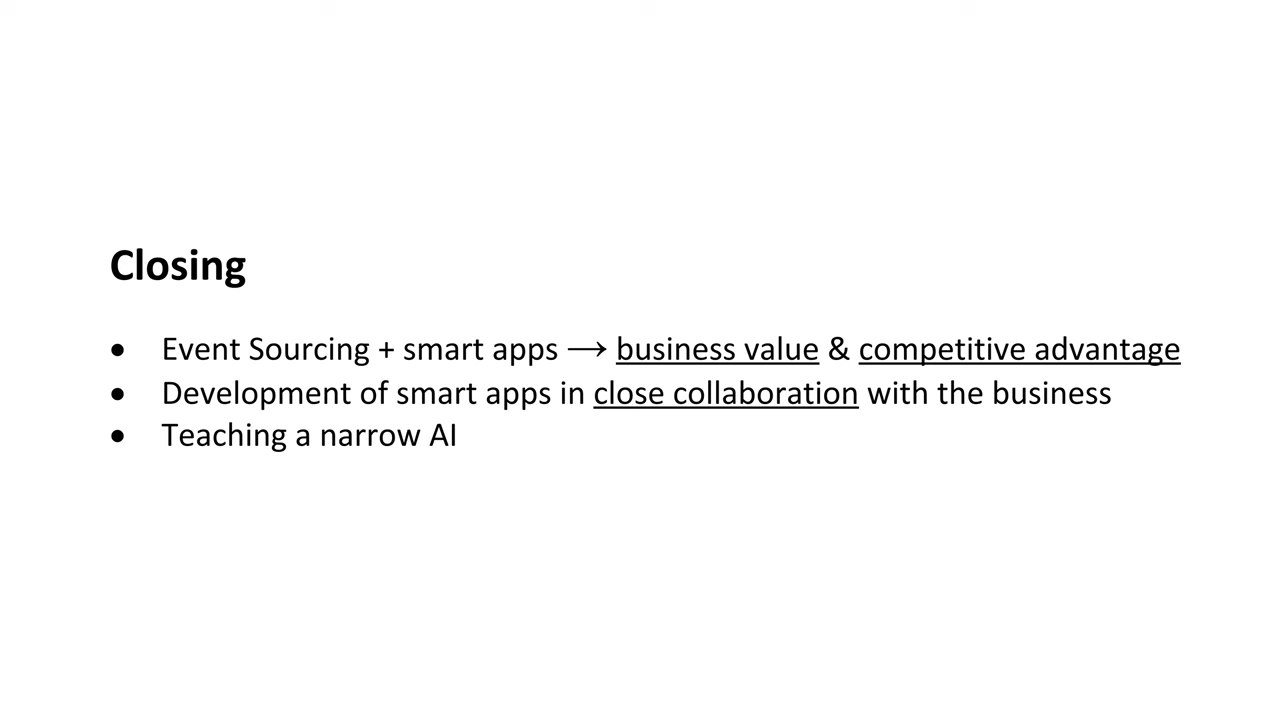 Closing
• Event Sourcing + smart apps ⟶ business value & competitive advantage
• Development of smart apps in close collaboration with the business
• Teaching a narrow AI